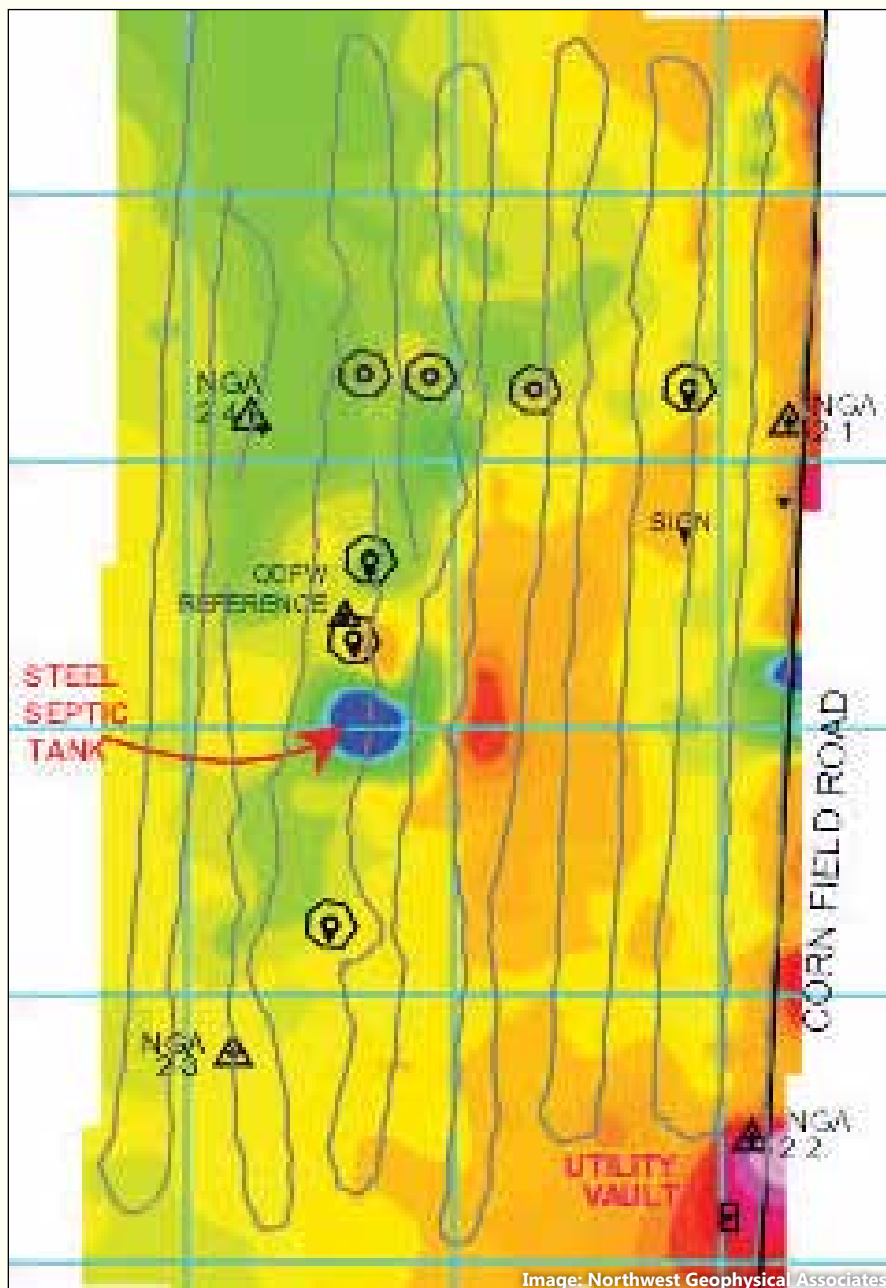 NGA
2 4
NGA
2 1
SIGN
ODFW
REFERENCE
STEEL
SEPTIC
TANK
CORN FIELD ROAD
NGA
2 3
NGA
2 2
UTILITY
VAULT
Image: Northwest Geophysical Associates